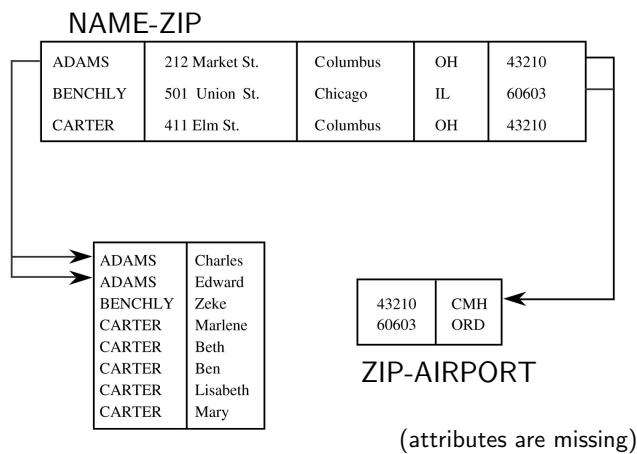 NAME-ZIP
ADAMS 212 Market St. Columbus OH 43210
BENCHLY 501 Union St. Chicago IL 60603
CARTER 411 Elm St. Columbus OH 43210
ADAMS Charles
ADAMS Edward
BENCHLY Zeke
CARTER Marlene
CARTER Beth
CARTER Ben
CARTER Lisabeth
CARTER Mary
43210 CMH
60603 ORD
ZIP-AIRPORT
(attributes are missing)